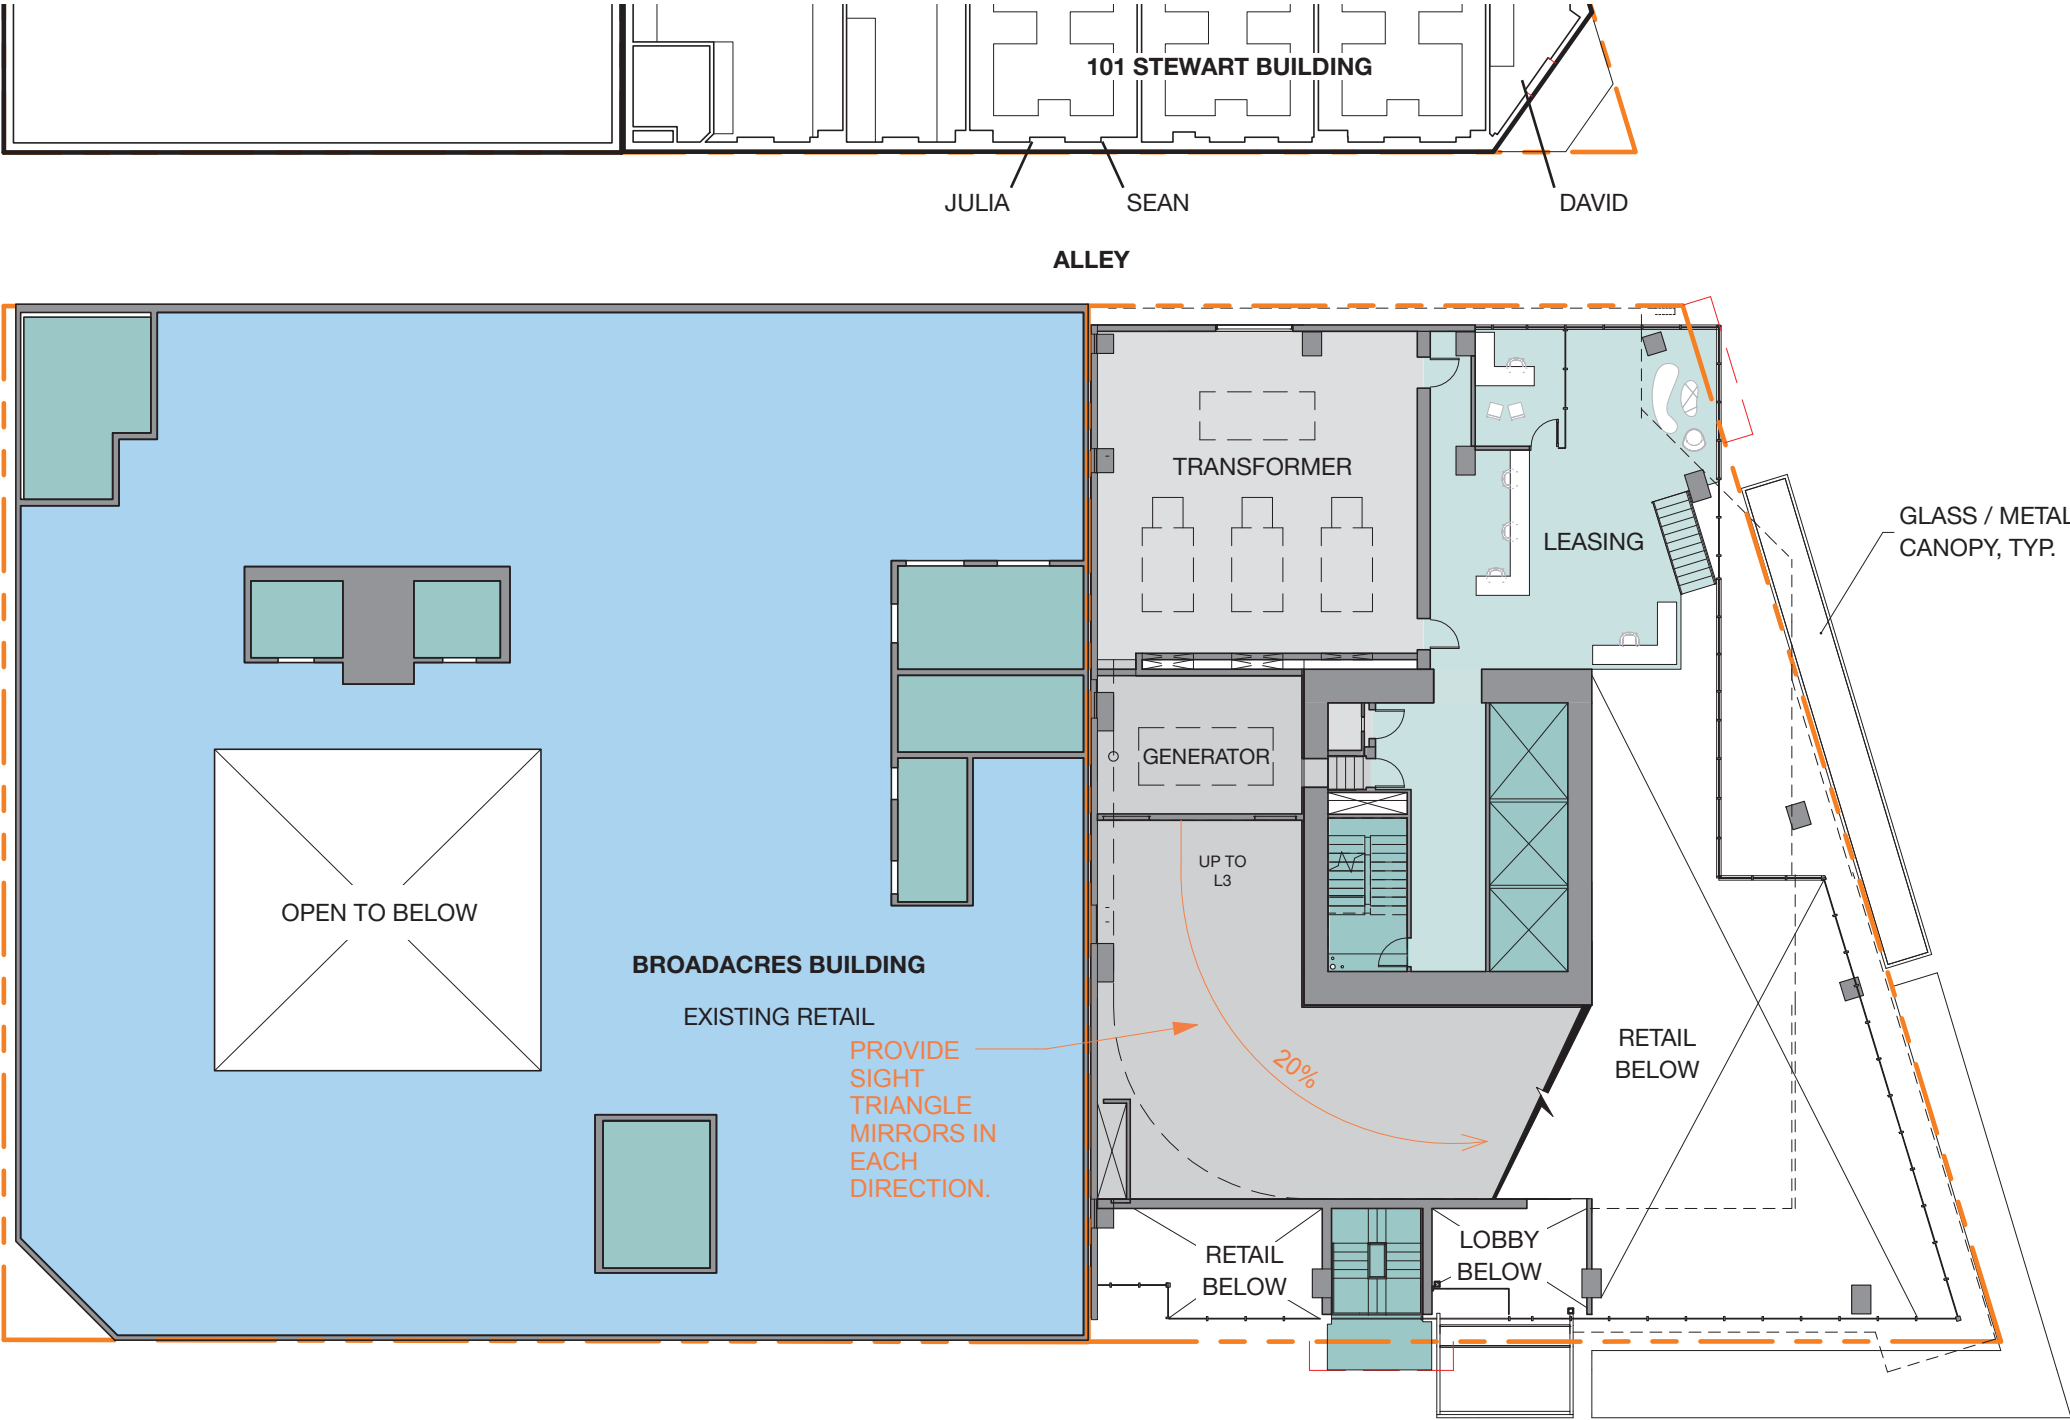 101 STEWART BUILDING
JULIA
SEAN
DAVID
ALLEY
TRANSFORMER
LEASING
GLASS / METAL
CANOPY, TYP.
GENERATOR
UP TO
L3
OPEN TO BELOW
BROADACRES BUILDING
EXISTING RETAIL
PROVIDE
SIGHT
TRIANGLE
MIRRORS IN
EACH
DIRECTION.
20%
RETAIL
BELOW
RETAIL
BELOW
LOBBY
BELOW